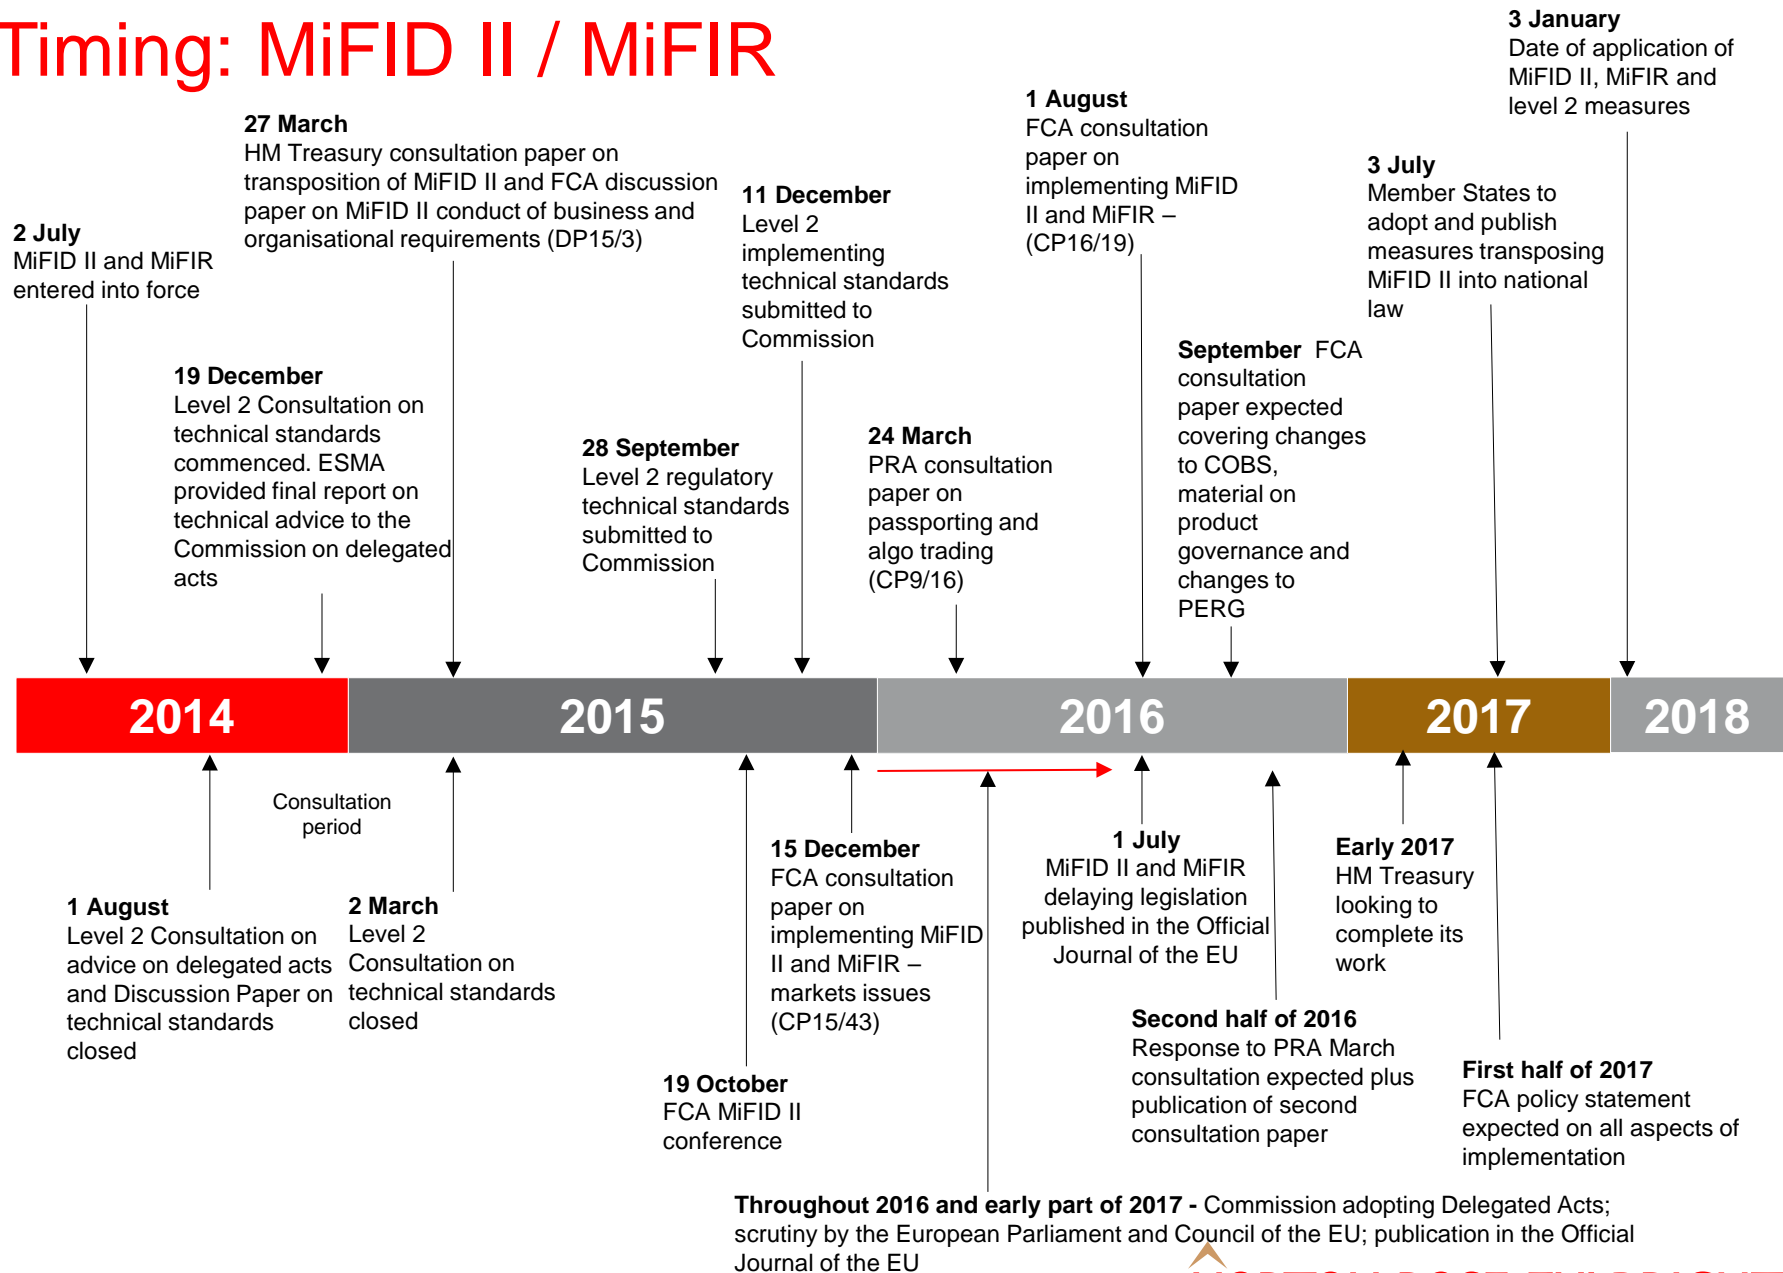 Timing: MiFID II / MiFIR
2 July
MiFID II and MiFIR
entered into force
27 March
HM Treasury consultation paper on
transposition of MiFID II and FCA discussion
paper on MiFID II conduct of business and
organisational requirements (DP15/3)
19 December
Level 2 Consultation on
technical standards
commenced. ESMA
provided final report on
technical advice to the
Commission on delegated
acts
28 September
Level 2 regulatory
technical standards
submitted to
Commission
11 December
Level 2
implementing
technical standards
submitted to
Commission
24 March
PRA consultation
paper on
passporting and
algo trading
(CP9/16)
1 August
FCA consultation
paper on
implementing MiFID
II and MiFIR –
(CP16/19)
September FCA
consultation
paper expected
covering changes
to COBS,
material on
product
governance and
changes to
PERG
3 July
Member States to
adopt and publish
measures transposing
MiFID II into national
law
3 January
Date of application of
MiFID II, MiFIR and
level 2 measures
2014
2015
2016
2017
2018
Consultation
period
1 August
Level 2 Consultation on
advice on delegated acts
and Discussion Paper on
technical standards
closed
2 March
Level 2
Consultation on
technical standards
closed
19 October
FCA MiFID II
conference
15 December
FCA consultation
paper on
implementing MiFID
II and MiFIR –
markets issues
(CP15/43)
1 July
MiFID II and MiFIR
delaying legislation
published in the Official
Journal of the EU
Second half of 2016
Response to PRA March
consultation expected plus
publication of second
consultation paper
Early 2017
HM Treasury
looking to
complete its
work
First half of 2017
FCA policy statement
expected on all aspects of
implementation
Throughout 2016 and early part of 2017 - Commission adopting Delegated Acts;
scrutiny by the European Parliament and Council of the EU; publication in the Official
Journal of the EU